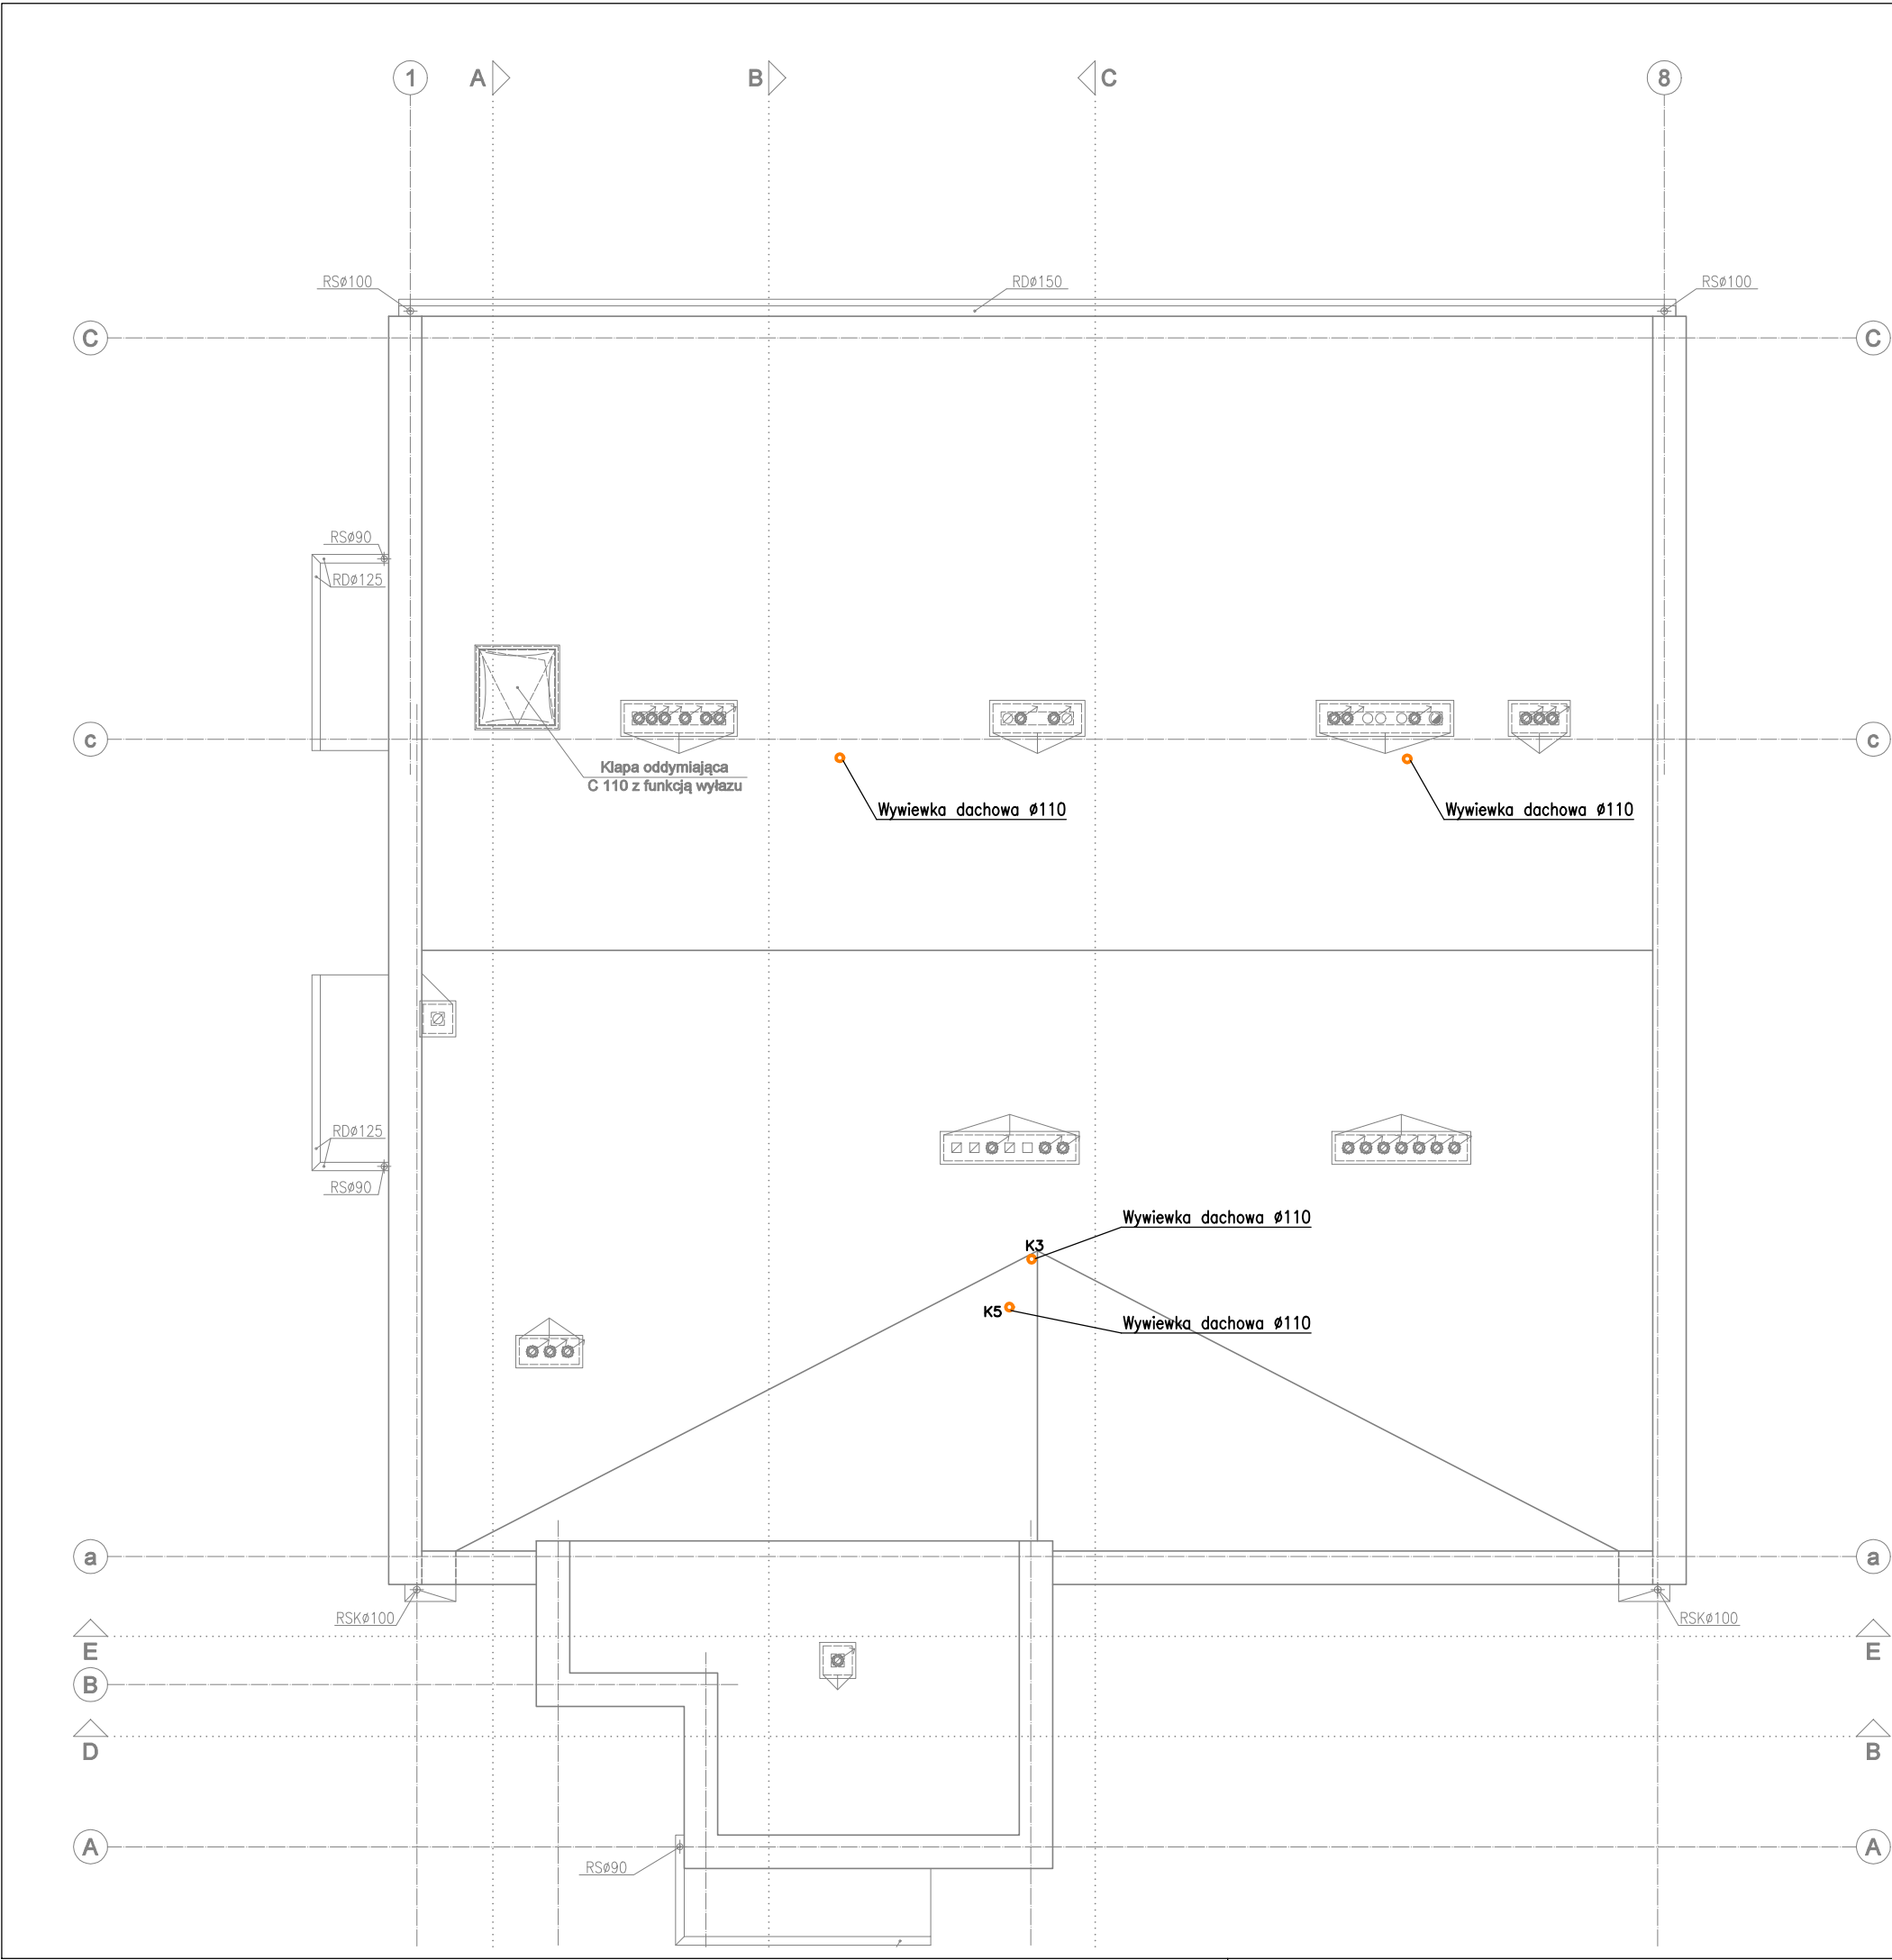 1
A
B
C
8
RSø100
RDø150
RSø100
C
C
RSø90
RDø125
c
c
Klapa oddymiająca
C 110 z funkcją wyłazu
Wywiewka dachowa ø110
Wywiewka dachowa ø110
RDø125
RSø90
Wywiewka dachowa ø110
K3
K5
Wywiewka dachowa ø110
a
a
RSKø100
RSKø100
E
E
B
D
B
A
A
RSø90